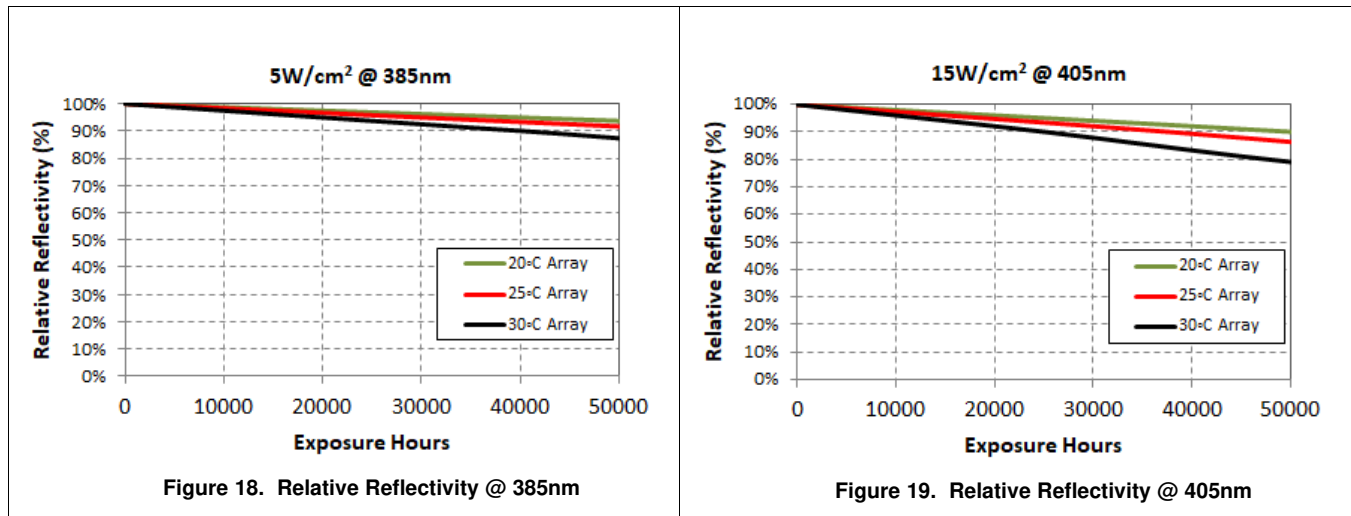 5W/cm² @ 385nm
Relative Reflectivity (%)
100%
90%
80%
70%
60%
50%
40%
30%
20%
10%
0%
20◦C Array
25◦C Array
30◦C Array
0 10000 20000 30000 40000 50000
Exposure Hours
Figure 18. Relative Reflectivity @ 385nm
15W/cm² @ 405nm
Relative Reflectivity (%)
100%
90%
80%
70%
60%
50%
40%
30%
20%
10%
0%
20◦C Array
25◦C Array
30◦C Array
0 10000 20000 30000 40000 50000
Exposure Hours
Figure 19. Relative Reflectivity @ 405nm